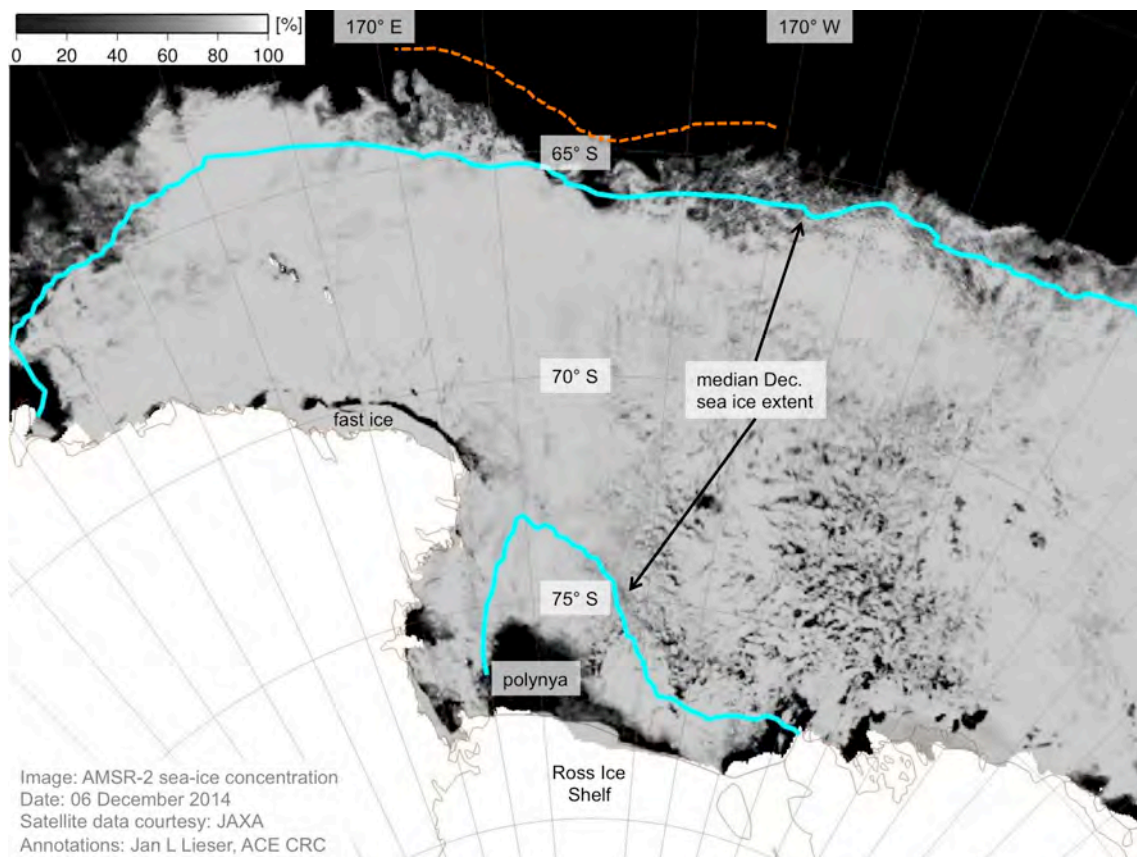 [%]
0 20 40 60 80 100
170° E
170° W
65° S
70° S
median Dec.
sea ice extent
fast ice
75° S
polynya
Ross Ice
Shelf
Image: AMSR-2 sea-ice concentration
Date: 06 December 2014
Satellite data courtesy: JAXA
Annotations: Jan L Lieser, ACE CRC